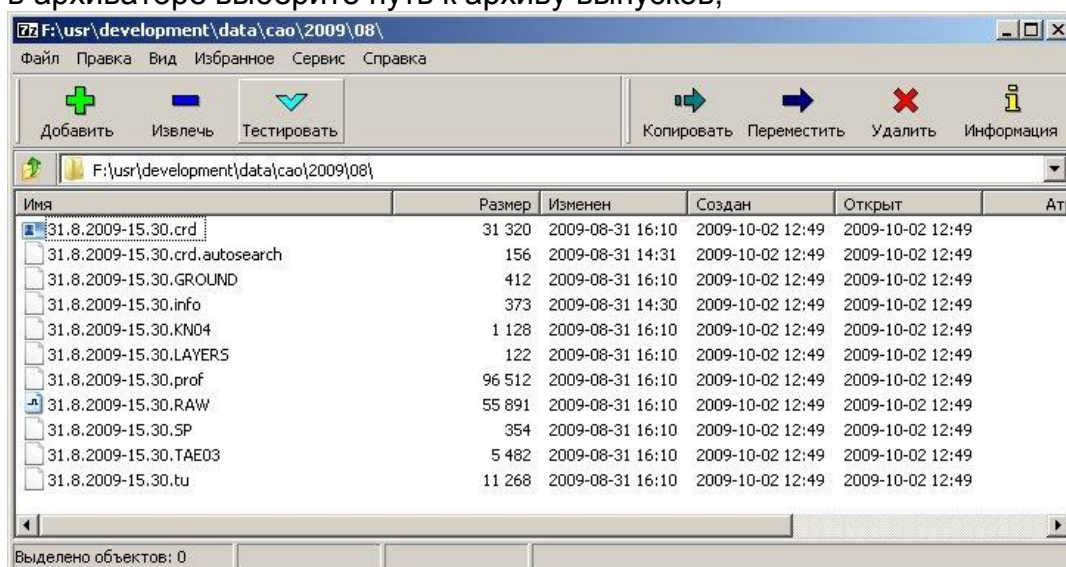 в архиваторе выберите путь к архиву выпусков;
7z F:\usr\development\data\cao\2009\08\
Файл Правка Вид Избранное Сервис Справка
Добавить Извлечь Тестировать Копировать Переместить Удалить Информация
F:\usr\development\data\cao\2009\08\
Имя Размер Изменен Создан Открыт Ат
31.8.2009-15.30.crd 31 320 2009-08-31 16:10 2009-10-02 12:49 2009-10-02 12:49
31.8.2009-15.30.crd.autosearch 156 2009-08-31 14:31 2009-10-02 12:49 2009-10-02 12:49
31.8.2009-15.30.GROUND 412 2009-08-31 16:10 2009-10-02 12:49 2009-10-02 12:49
31.8.2009-15.30.info 373 2009-08-31 14:30 2009-10-02 12:49 2009-10-02 12:49
31.8.2009-15.30.KN04 1 128 2009-08-31 16:10 2009-10-02 12:49 2009-10-02 12:49
31.8.2009-15.30.LAYERS 122 2009-08-31 16:10 2009-10-02 12:49 2009-10-02 12:49
31.8.2009-15.30.prof 96 512 2009-08-31 16:10 2009-10-02 12:49 2009-10-02 12:49
31.8.2009-15.30.RAW 55 891 2009-08-31 16:10 2009-10-02 12:49 2009-10-02 12:49
31.8.2009-15.30.SP 354 2009-08-31 16:10 2009-10-02 12:49 2009-10-02 12:49
31.8.2009-15.30.TAE03 5 482 2009-08-31 16:10 2009-10-02 12:49 2009-10-02 12:49
31.8.2009-15.30.tu 11 268 2009-08-31 16:10 2009-10-02 12:49 2009-10-02 12:49
Выделено объектов: 0